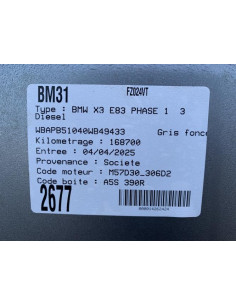 BM31
FZ024VT
Type : BMW X3 E83 PHASE 1 3
Diesel
WBAPB51040WB49433 Gris fonc
Kilometrage : 168700
Entree : 04/04/2025
Provenance : Societe
Code moteur : M57D30_306D2
Code boite : A5S 390R
2677